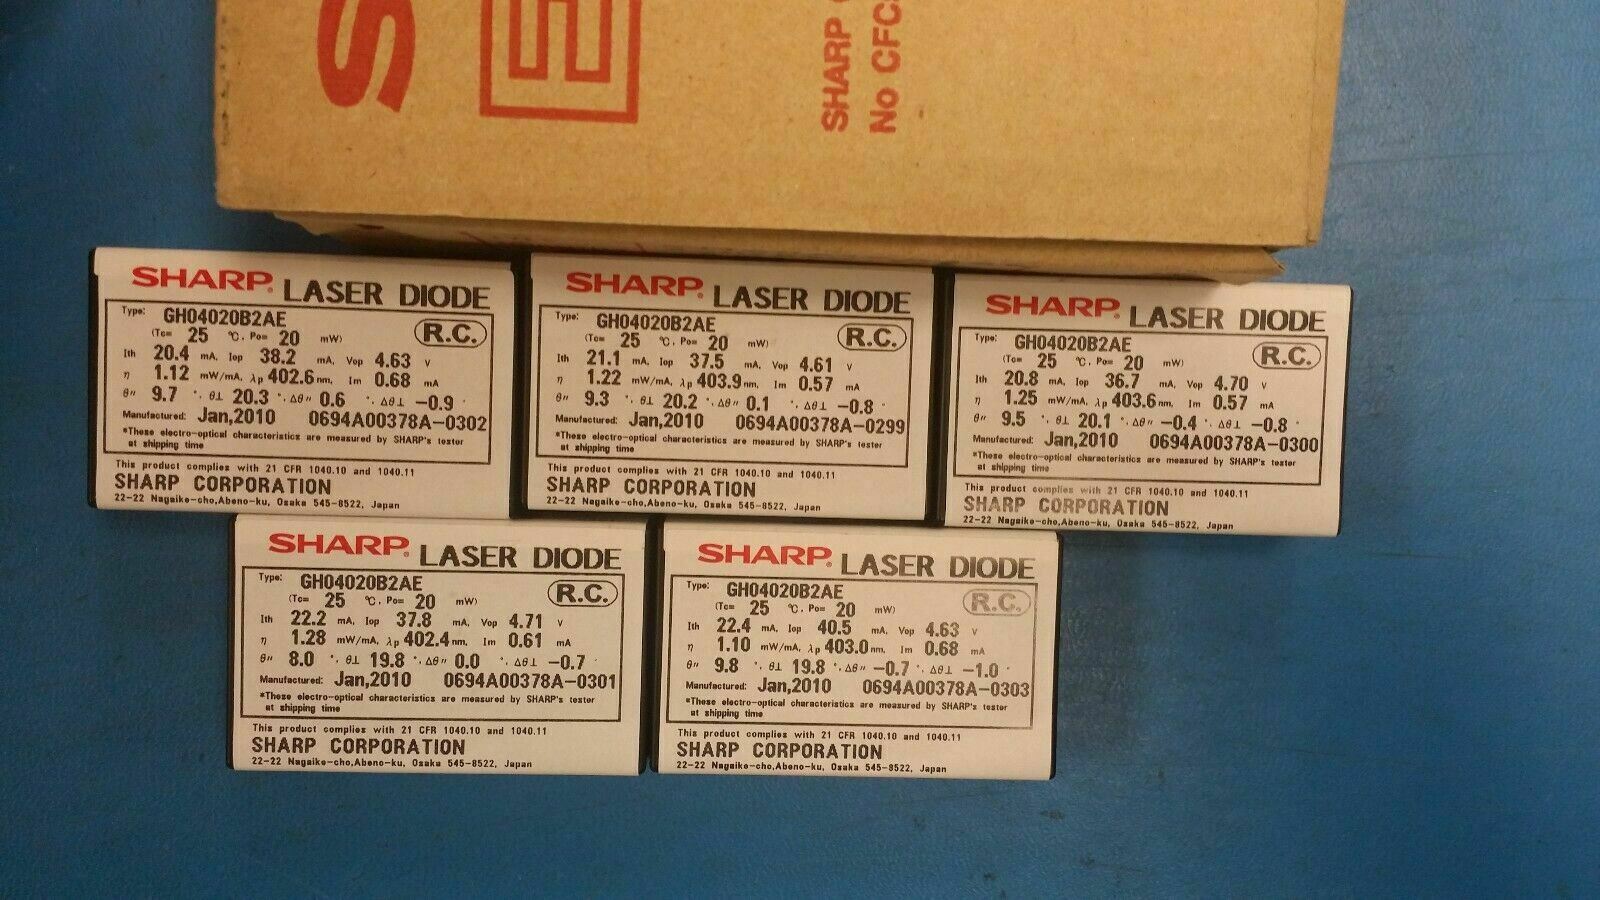 S
E
SHARP
No CFC
SHARP® LASER DIODE
Type: GH04020B2AE
(Tc= 25 ℃, Po= 20 mW) R.C.
Ith 20.4 mA, Iop 38.2 mA, Vop 4.63 V
η 1.12 mW/mA, λp 402.6 nm, Im 0.68 mA
θ〃 9.7 °, θ⊥ 20.3 °, Δθ〃 0.6 °, Δθ⊥ -0.9 °
Manufactured: Jan,2010 0694A00378A-0302
*These electro-optical characteristics are measured by SHARP's tester
at shipping time
This product complies with 21 CFR 1040.10 and 1040.11
SHARP CORPORATION
22-22 Nagaike-cho,Abeno-ku, Osaka 545-8522, Japan
SHARP® LASER DIODE
Type: GH04020B2AE
(Tc= 25 ℃, Po= 20 mW) R.C.
Ith 21.1 mA, Iop 37.5 mA, Vop 4.61 V
η 1.22 mW/mA, λp 403.9 nm, Im 0.57 mA
θ〃 9.3 °, θ⊥ 20.2 °, Δθ〃 0.1 °, Δθ⊥ -0.8 °
Manufactured: Jan,2010 0694A00378A-0299
*These electro-optical characteristics are measured by SHARP's tester
at shipping time
This product complies with 21 CFR 1040.10 and 1040.11
SHARP CORPORATION
22-22 Nagaike-cho,Abeno-ku, Osaka 545-8522, Japan
SHARP® LASER DIODE
Type: GH04020B2AE
(Tc= 25 ℃, Po= 20 mW) R.C.
Ith 20.8 mA, Iop 36.7 mA, Vop 4.70 V
η 1.25 mW/mA, λp 403.6 nm, Im 0.57 mA
θ〃 9.5 °, θ⊥ 20.1 °, Δθ〃 -0.4 °, Δθ⊥ -0.8 °
Manufactured: Jan,2010 0694A00378A-0300
*These electro-optical characteristics are measured by SHARP's tester
at shipping time
This product complies with 21 CFR 1040.10 and 1040.11
SHARP CORPORATION
22-22 Nagaike-cho,Abeno-ku, Osaka 545-8522, Japan
SHARP® LASER DIODE
Type: GH04020B2AE
(Tc= 25 ℃, Po= 20 mW) R.C.
Ith 22.2 mA, Iop 37.8 mA, Vop 4.71 V
η 1.28 mW/mA, λp 402.4 nm, Im 0.61 mA
θ〃 8.0 °, θ⊥ 19.8 °, Δθ〃 0.0 °, Δθ⊥ -0.7 °
Manufactured: Jan,2010 0694A00378A-0301
*These electro-optical characteristics are measured by SHARP's tester
at shipping time
This product complies with 21 CFR 1040.10 and 1040.11
SHARP CORPORATION
22-22 Nagaike-cho,Abeno-ku, Osaka 545-8522, Japan
SHARP® LASER DIODE
Type: GH04020B2AE
(Tc= 25 ℃, Po= 20 mW) R.C.
Ith 22.4 mA, Iop 40.5 mA, Vop 4.63 V
η 1.10 mW/mA, λp 403.0 nm, Im 0.68 mA
θ〃 9.8 °, θ⊥ 19.8 °, Δθ〃 -0.7 °, Δθ⊥ -1.0 °
Manufactured: Jan,2010 0694A00378A-0303
*These electro-optical characteristics are measured by SHARP's tester
at shipping time
This product complies with 21 CFR 1040.10 and 1040.11
SHARP CORPORATION
22-22 Nagaike-cho,Abeno-ku, Osaka 545-8522, Japan